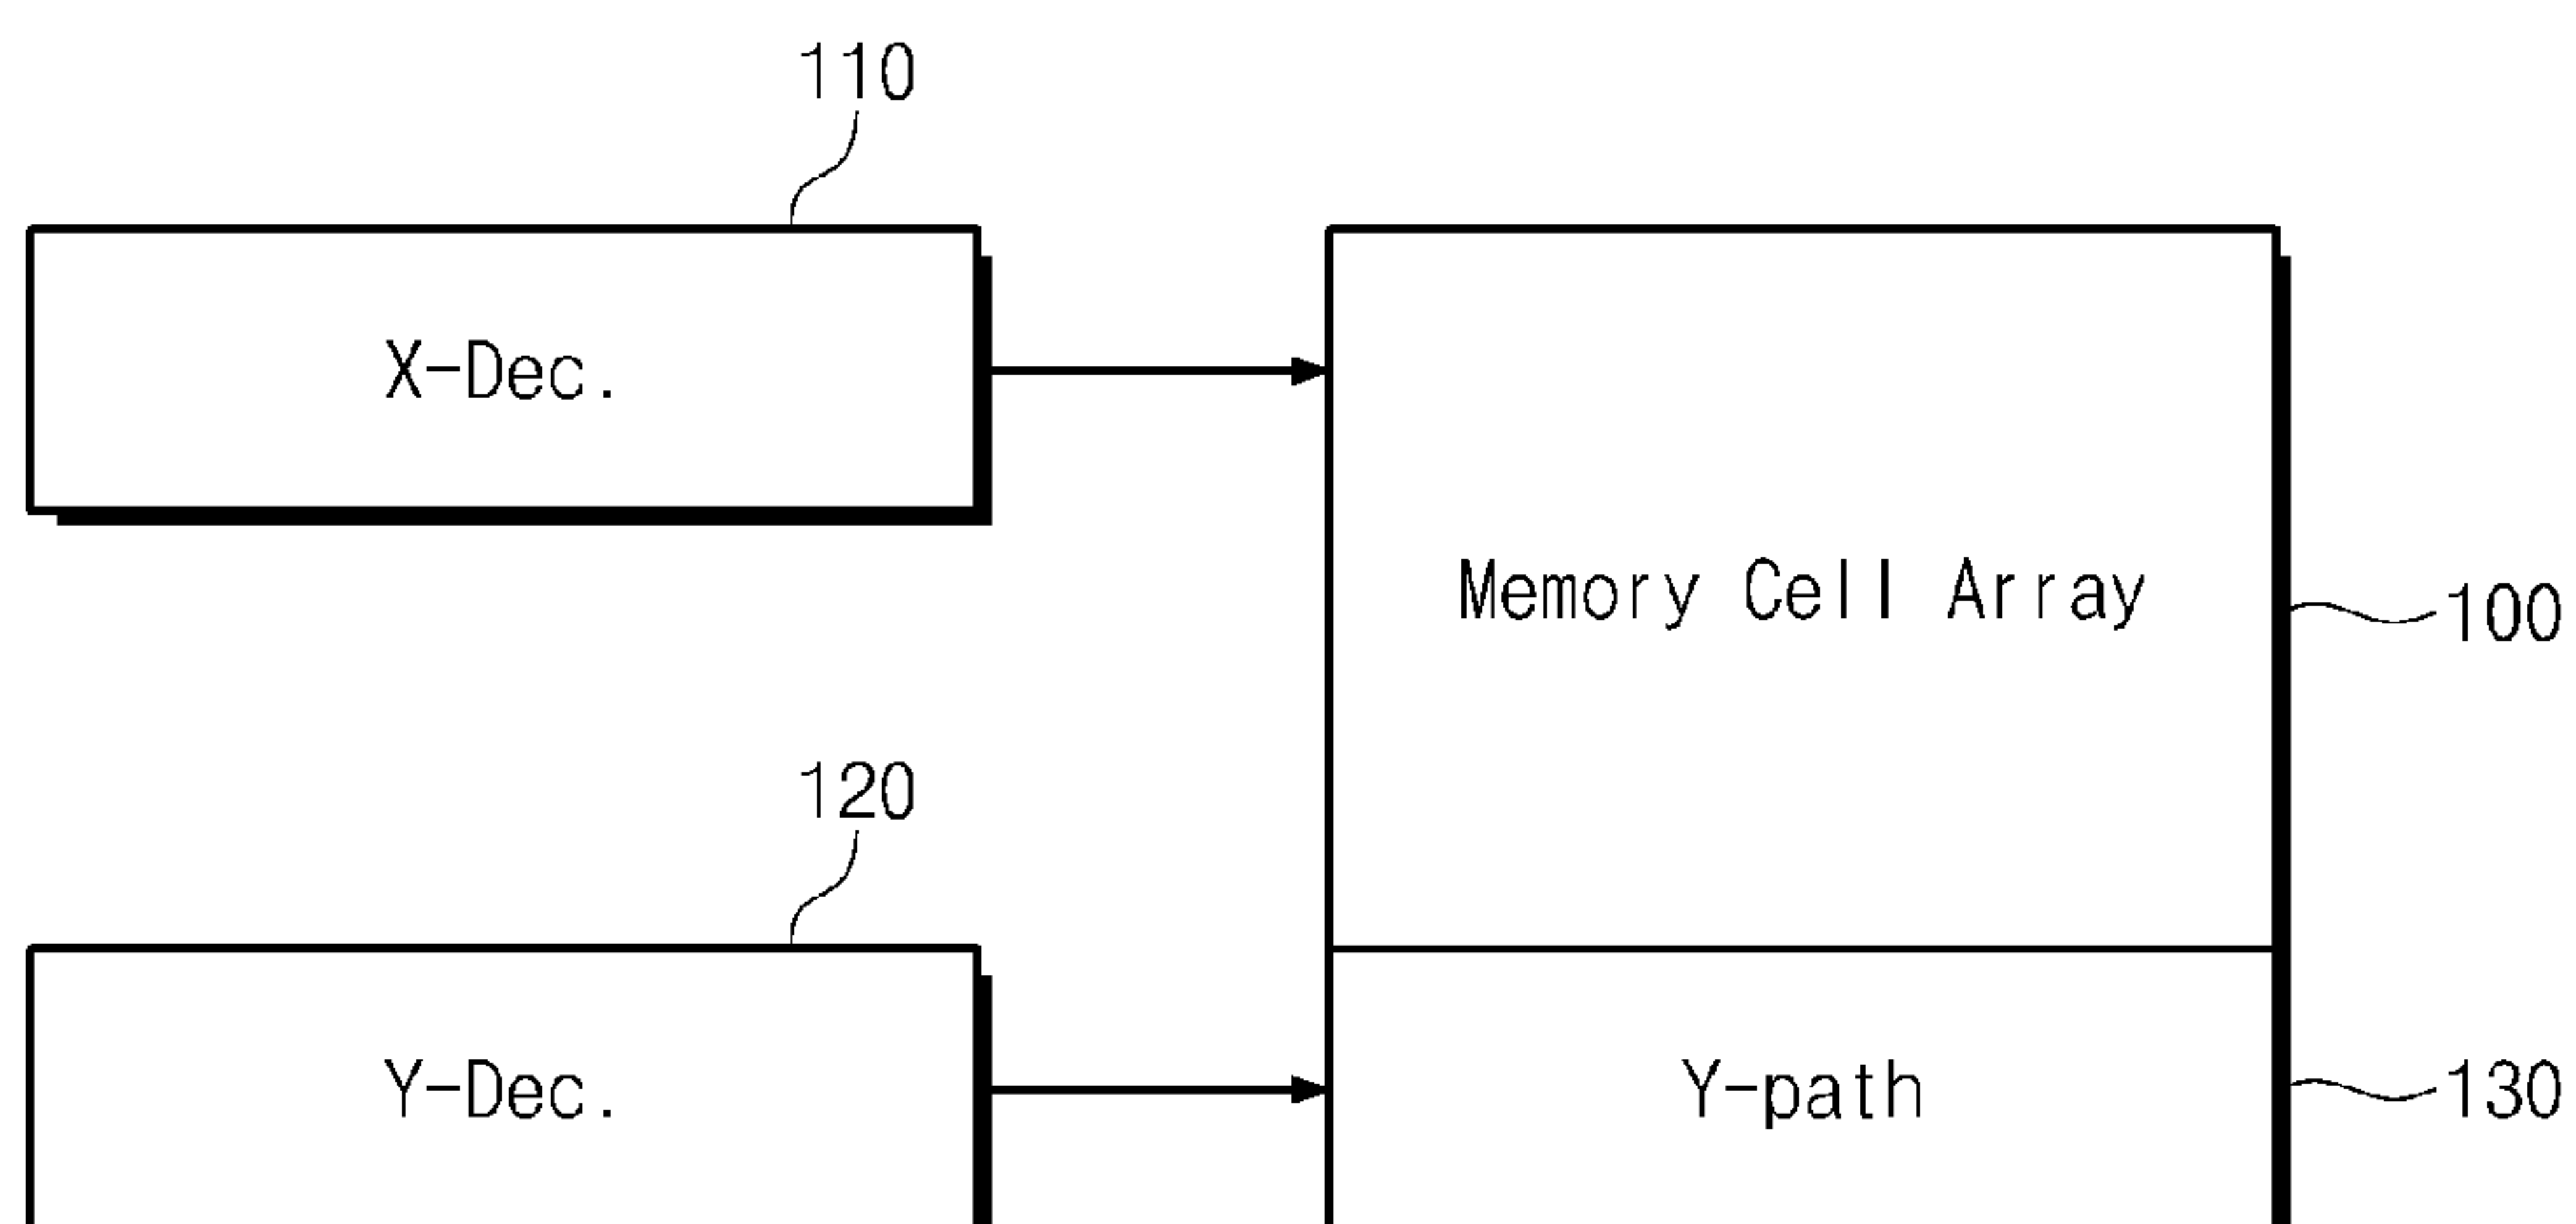 110
X-Dec.
Memory Cell Array
100
120
Y-Dec.
Y-path
130